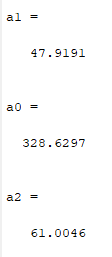 a1 =
47.9191
a0 =
328.6297
a2 =
61.0046